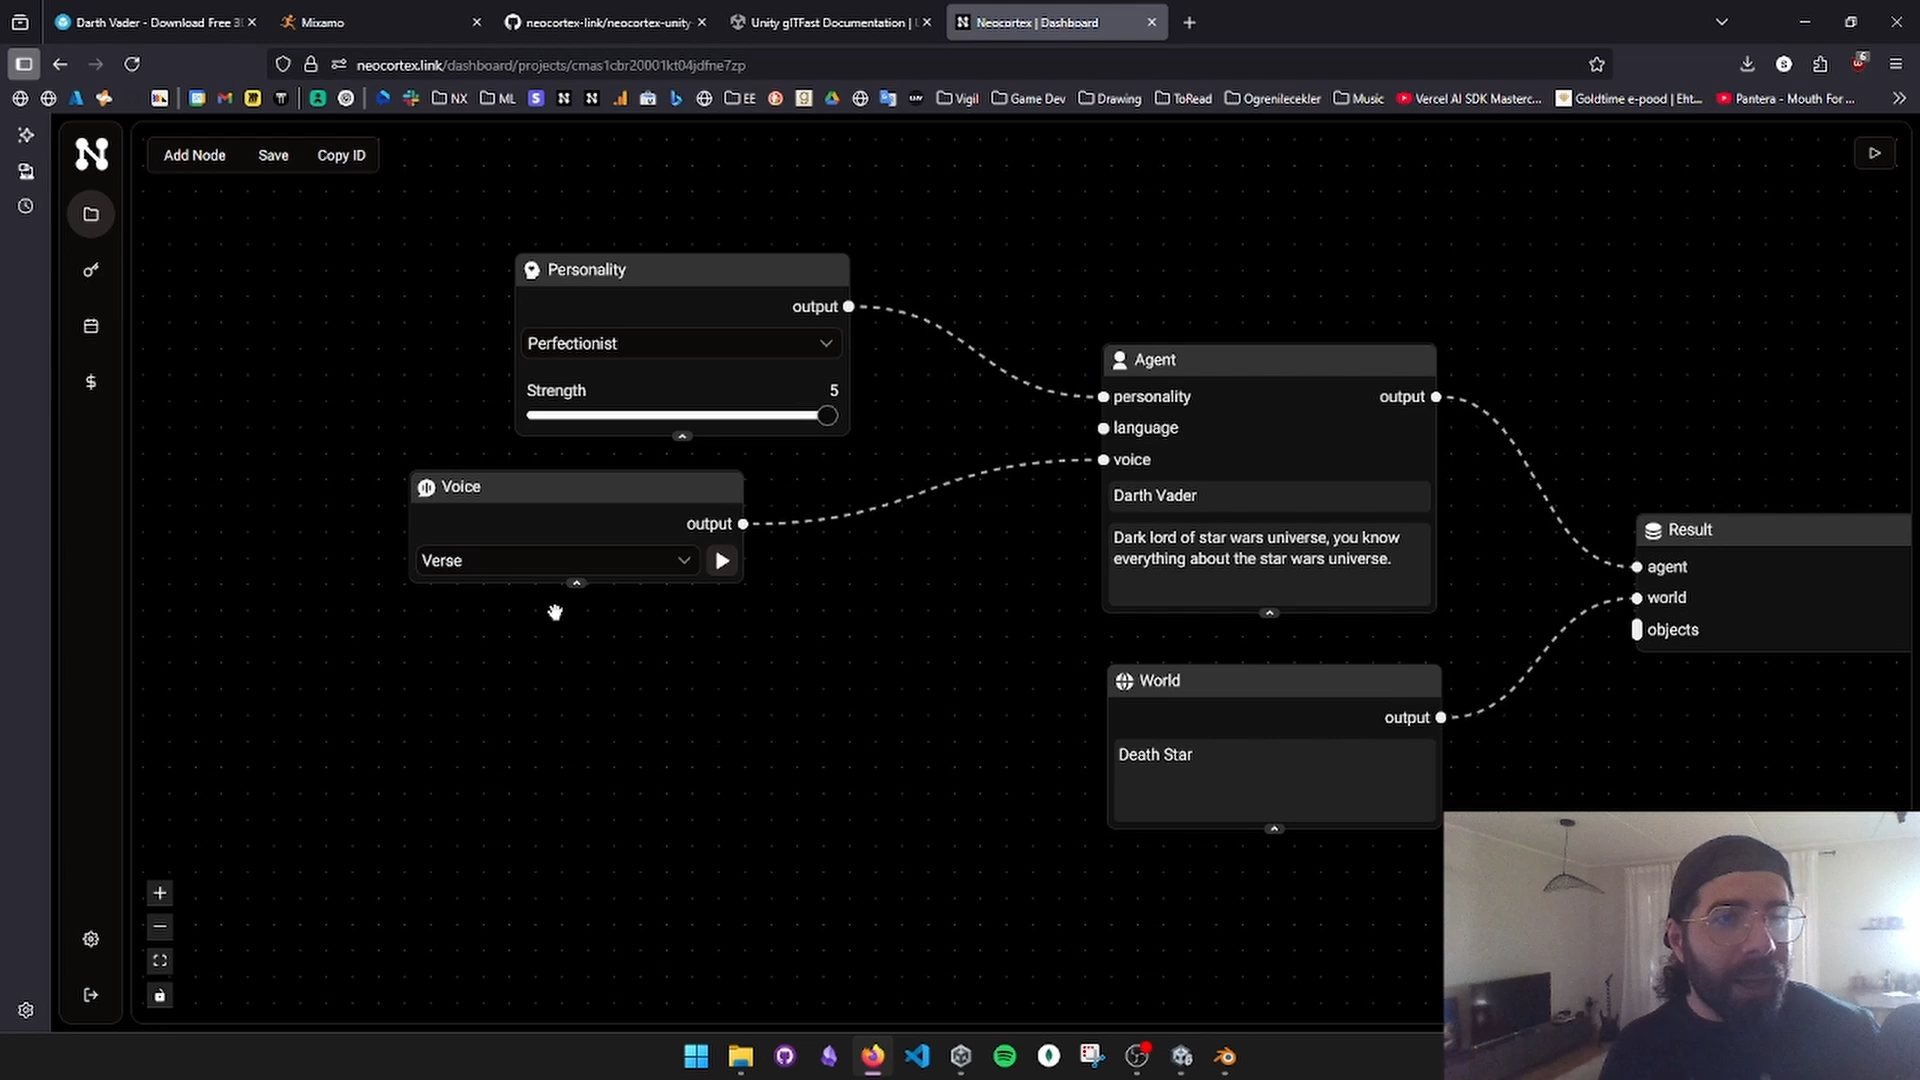 Darth Vader - Download Free 3D
Mixamo
neocortex-link/neocortex-unity
Unity glTFast Documentation | U
Neocortex | Dashboard
neocortex.link/dashboard/projects/cmas1cbr20001kt04jdfne7zp
6
NX
ML
EE
Vigil
Game Dev
Drawing
ToRead
Ogrenilecekler
Music
Vercel AI SDK Masterc...
Goldtime e-pood | Eht...
Pantera - Mouth For ...
Add Node
Save
Copy ID
Personality
output
Perfectionist
Strength
5
Voice
output
Verse
Agent
personality
output
language
voice
Darth Vader
Dark lord of star wars universe, you know
everything about the star wars universe.
World
output
Death Star
Result
agent
world
objects